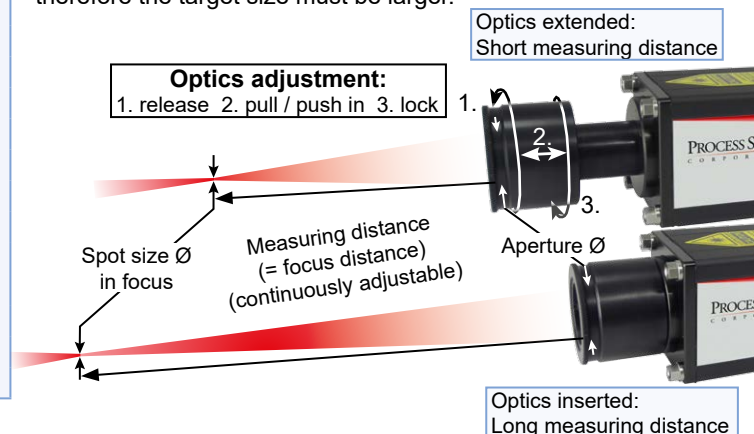 therefore the target size must be larger.
Optics extended:
Short measuring distance
Optics adjustment:
1. release 2. pull / push in 3. lock
1.
2.
3.
PROCESS S
C O R P O R
Spot size Ø
in focus
Measuring distance
(= focus distance)
(continuously adjustable)
Aperture Ø
PROCES
C O R P
Optics inserted:
Long measuring distance